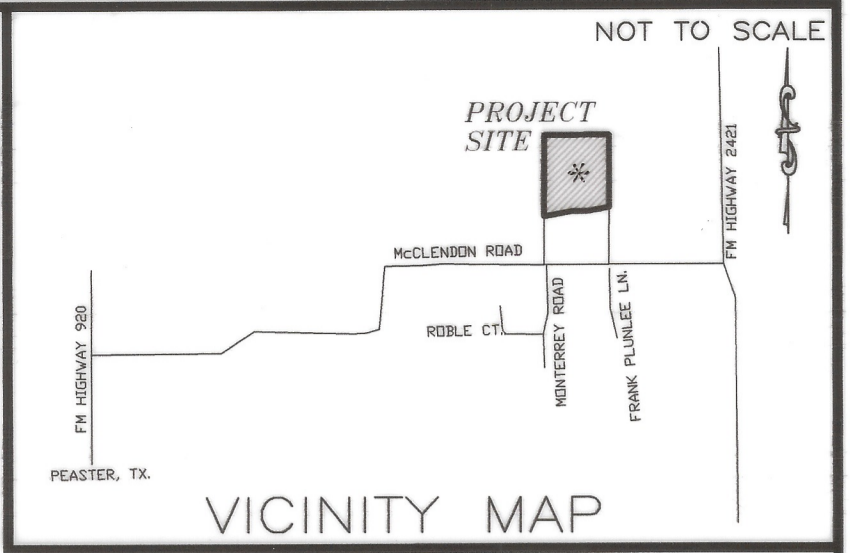 NOT TO SCALE
PROJECT
SITE
FM HIGHWAY 2421
McCLENDON ROAD
FM HIGHWAY 920
ROBLE CT.
MONTERREY ROAD
FRANK PLUNLEE LN.
PEASTER, TX.
VICINITY MAP